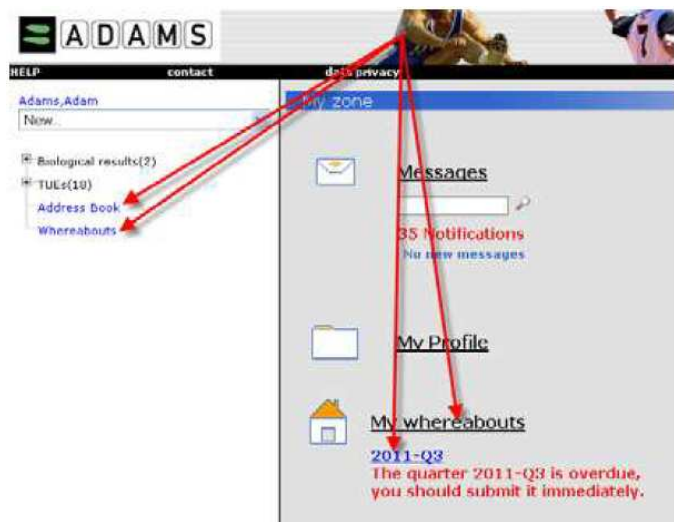 ADAMS
HELP contact data privacy
Adams,Adam
New..
My zone
Biological results(2)
TUEs(18)
Address Book
Whereabouts
Messages
35 Notifications
No new messages
My Profile
My whereabouts
2011-Q3
The quarter 2011-Q3 is overdue,
you should submit it immediately.